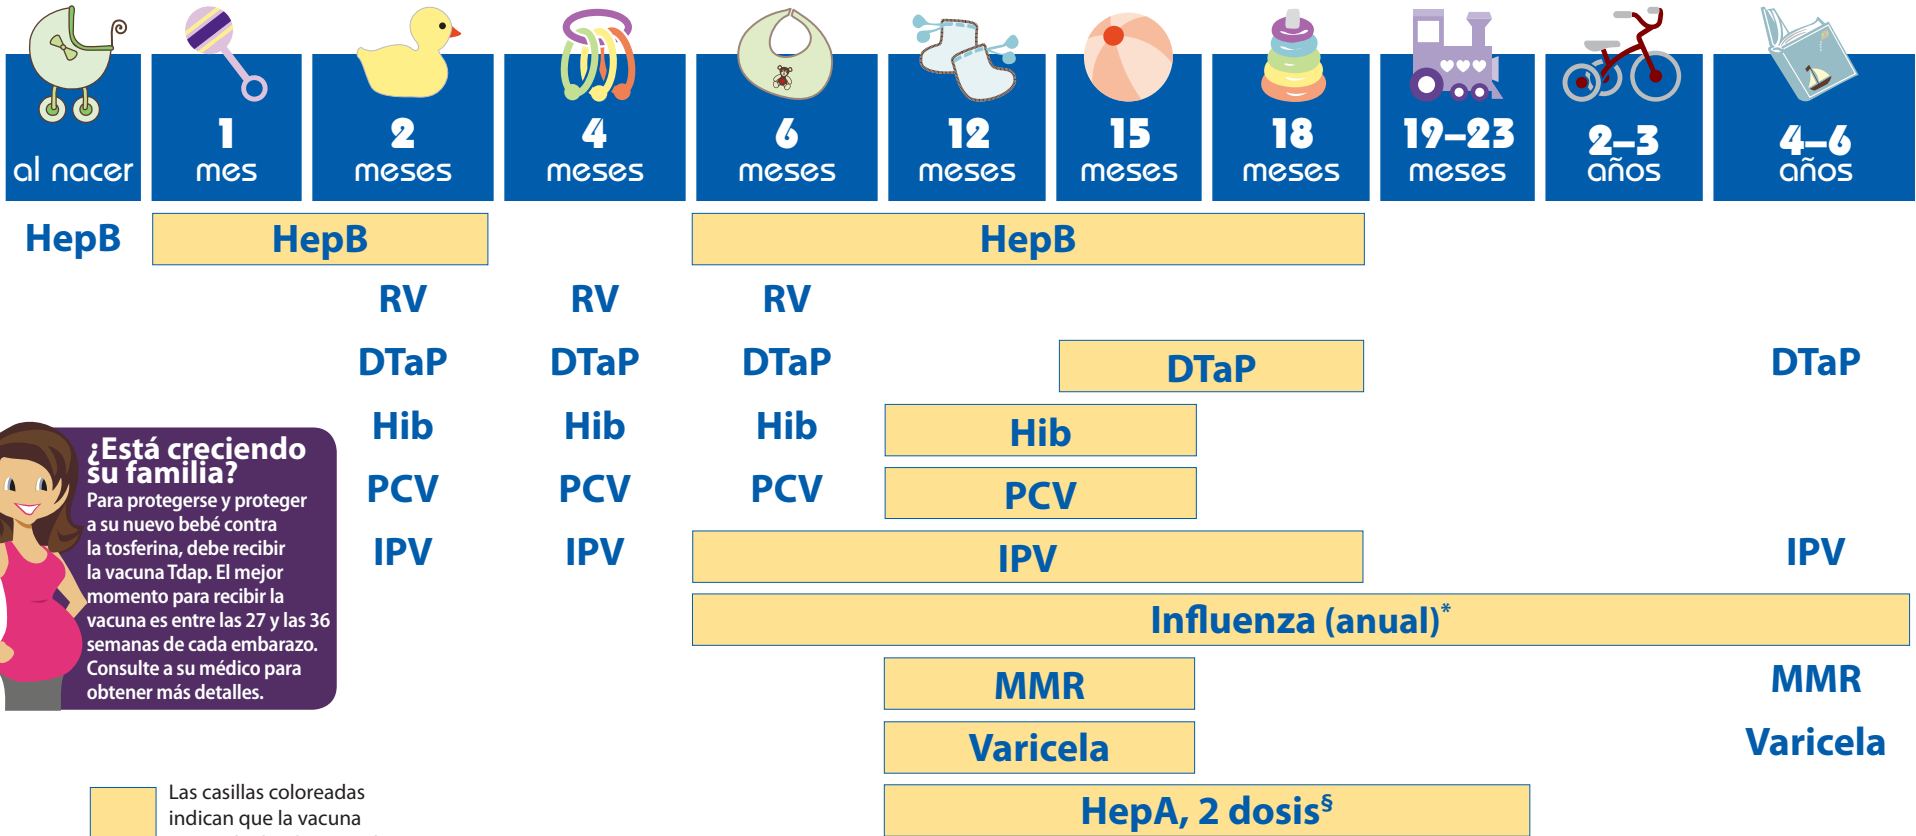 al nacer
1
mes
2
meses
4
meses
6
meses
12
meses
15
meses
18
meses
19–23
meses
2–3
años
4–6
años
HepB HepB HepB
RV RV RV
DTaP DTaP DTaP DTaP DTaP
Hib Hib Hib Hib
PCV PCV PCV PCV
IPV IPV IPV IPV
Influenza (anual)*
MMR MMR
Varicela Varicela
HepA, 2 dosis§
¿Está creciendo
su familia?
Para protegerse y proteger
a su nuevo bebé contra
la tosferina, debe recibir
la vacuna Tdap. El mejor
momento para recibir la
vacuna es entre las 27 y las 36
semanas de cada embarazo.
Consulte a su médico para
obtener más detalles.
Las casillas coloreadas
indican que la vacuna